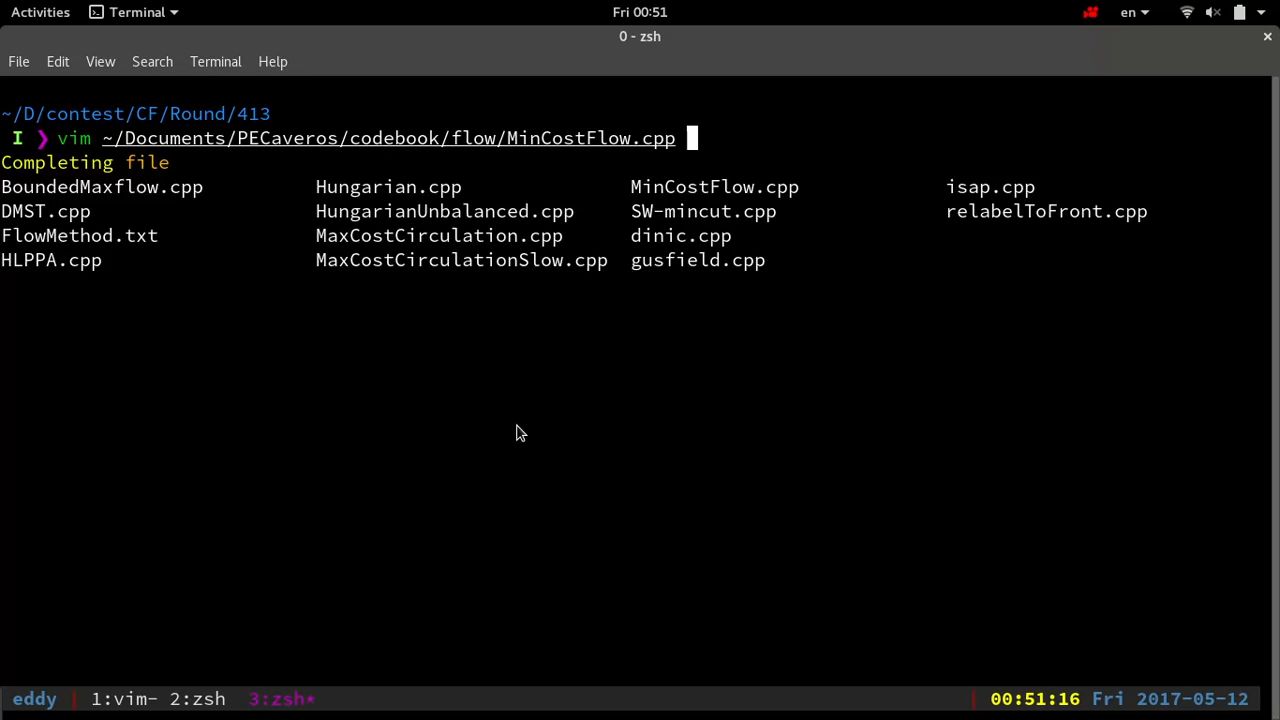 Activities Terminal Fri 00:51 en
0 - zsh
File Edit View Search Terminal Help
~/D/contest/CF/Round/413
I ❯ vim ~/Documents/PECaveros/codebook/flow/MinCostFlow.cpp
Completing file
BoundedMaxflow.cpp Hungarian.cpp MinCostFlow.cpp isap.cpp
DMST.cpp HungarianUnbalanced.cpp SW-mincut.cpp relabelToFront.cpp
FlowMethod.txt MaxCostCirculation.cpp dinic.cpp
HLPPA.cpp MaxCostCirculationSlow.cpp gusfield.cpp
eddy 1:vim- 2:zsh 3:zsh* 00:51:16 Fri 2017-05-12